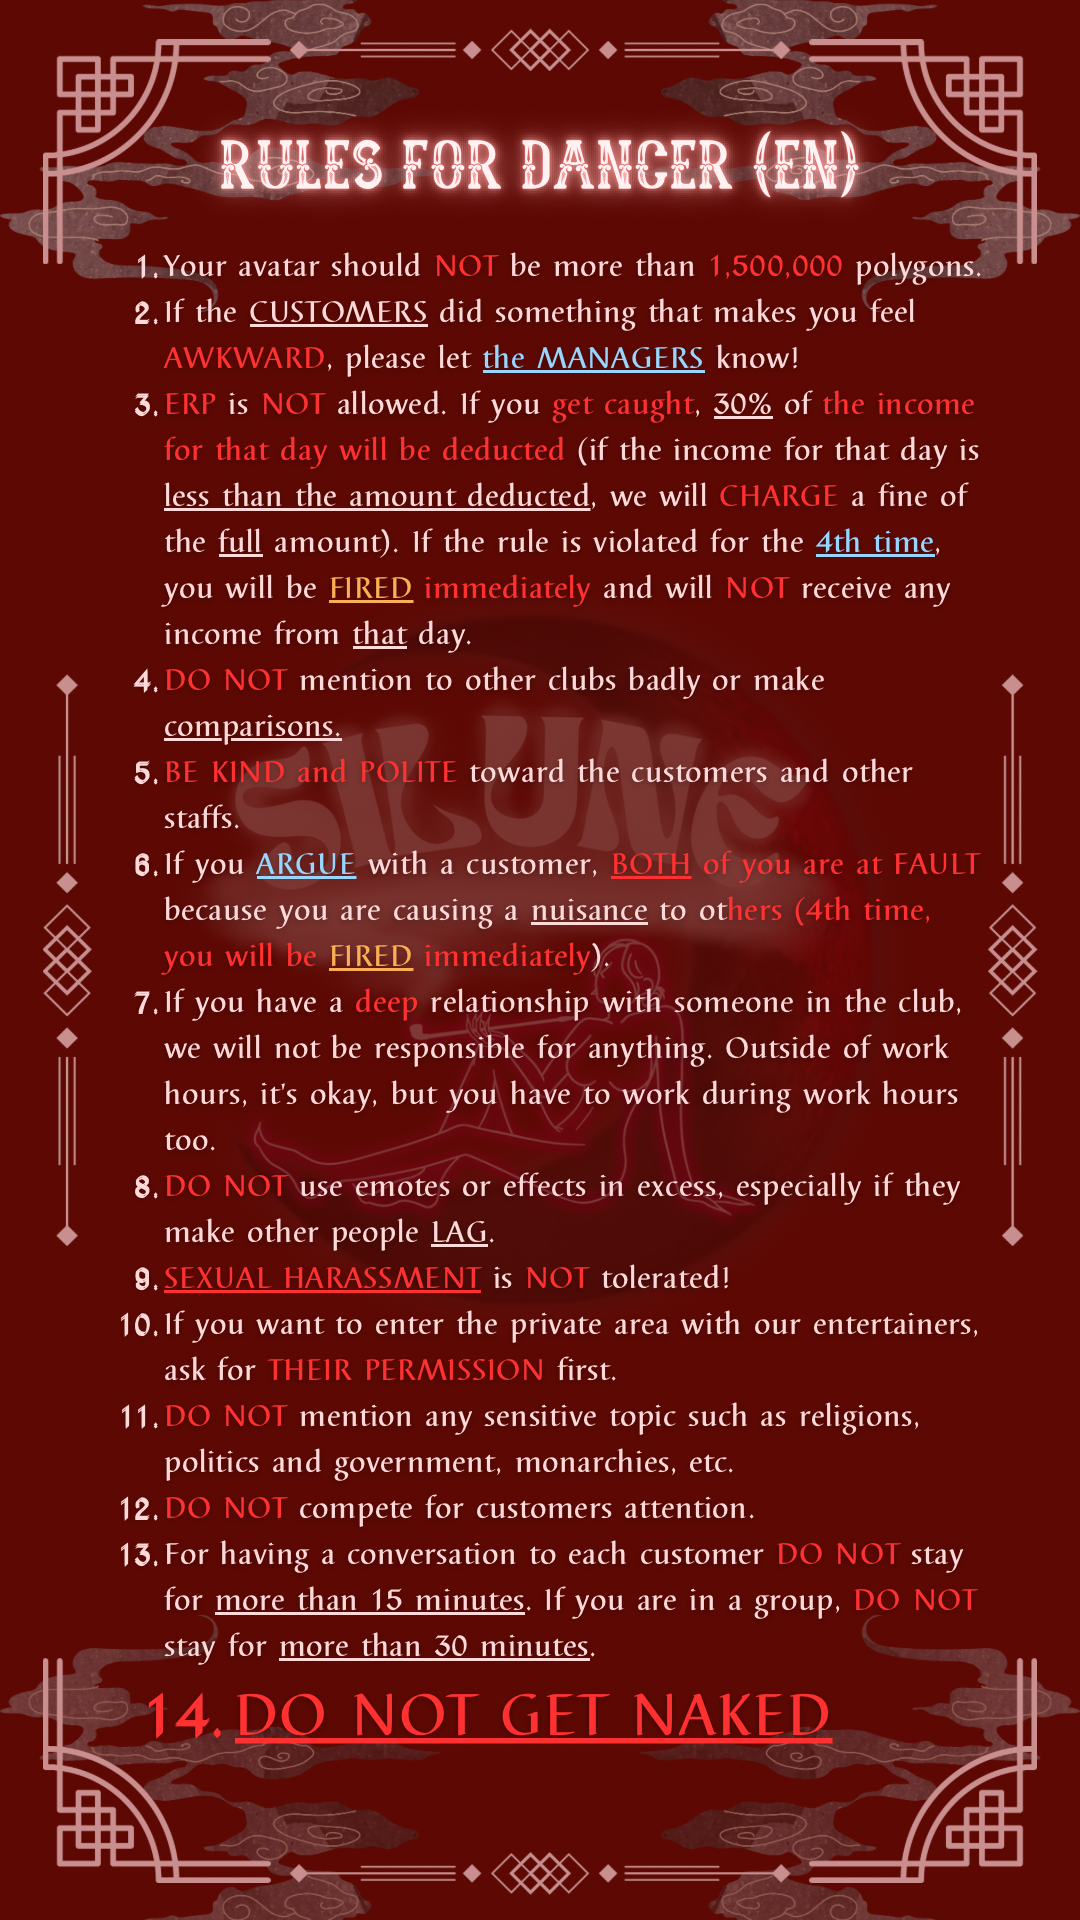 RULES FOR DANCER (EN)
1. Your avatar should NOT be more than 1,500,000 polygons.
2. If the CUSTOMERS did something that makes you feel
AWKWARD, please let the MANAGERS know!
3. ERP is NOT allowed. If you get caught, 30% of the income
for that day will be deducted (if the income for that day is
less than the amount deducted, we will CHARGE a fine of
the full amount). If the rule is violated for the 4th time,
you will be FIRED immediately and will NOT receive any
income from that day.
4. DO NOT mention to other clubs badly or make
comparisons.
5. BE KIND and POLITE toward the customers and other
staffs.
6. If you ARGUE with a customer, BOTH of you are at FAULT
because you are causing a nuisance to others (4th time,
you will be FIRED immediately).
7. If you have a deep relationship with someone in the club,
we will not be responsible for anything. Outside of work
hours, it's okay, but you have to work during work hours
too.
8. DO NOT use emotes or effects in excess, especially if they
make other people LAG.
9. SEXUAL HARASSMENT is NOT tolerated!
10. If you want to enter the private area with our entertainers,
ask for THEIR PERMISSION first.
11. DO NOT mention any sensitive topic such as religions,
politics and government, monarchies, etc.
12. DO NOT compete for customers attention.
13. For having a conversation to each customer DO NOT stay
for more than 15 minutes. If you are in a group, DO NOT
stay for more than 30 minutes.
14. DO NOT GET NAKED
SILUNE